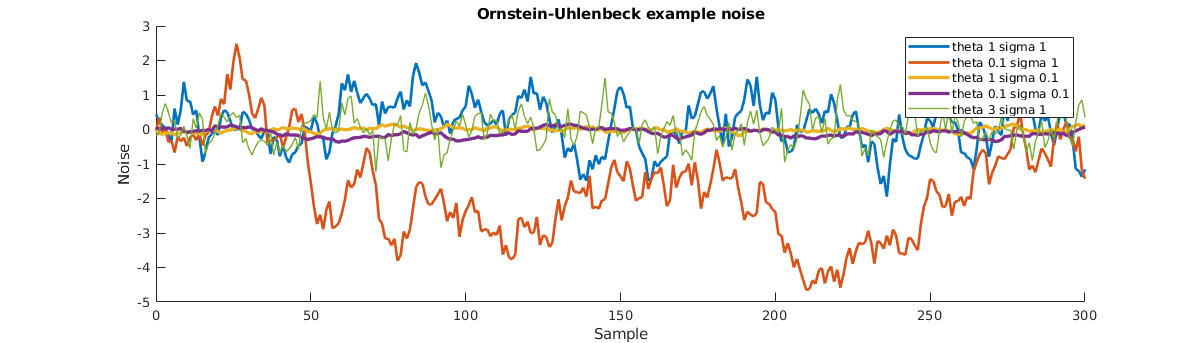 Ornstein-Uhlenbeck example noise
3
2
1
0
-1
-2
-3
-4
-5
Noise
0
50
100
150
200
250
300
Sample
theta 1 sigma 1
theta 0.1 sigma 1
theta 1 sigma 0.1
theta 0.1 sigma 0.1
theta 3 sigma 1